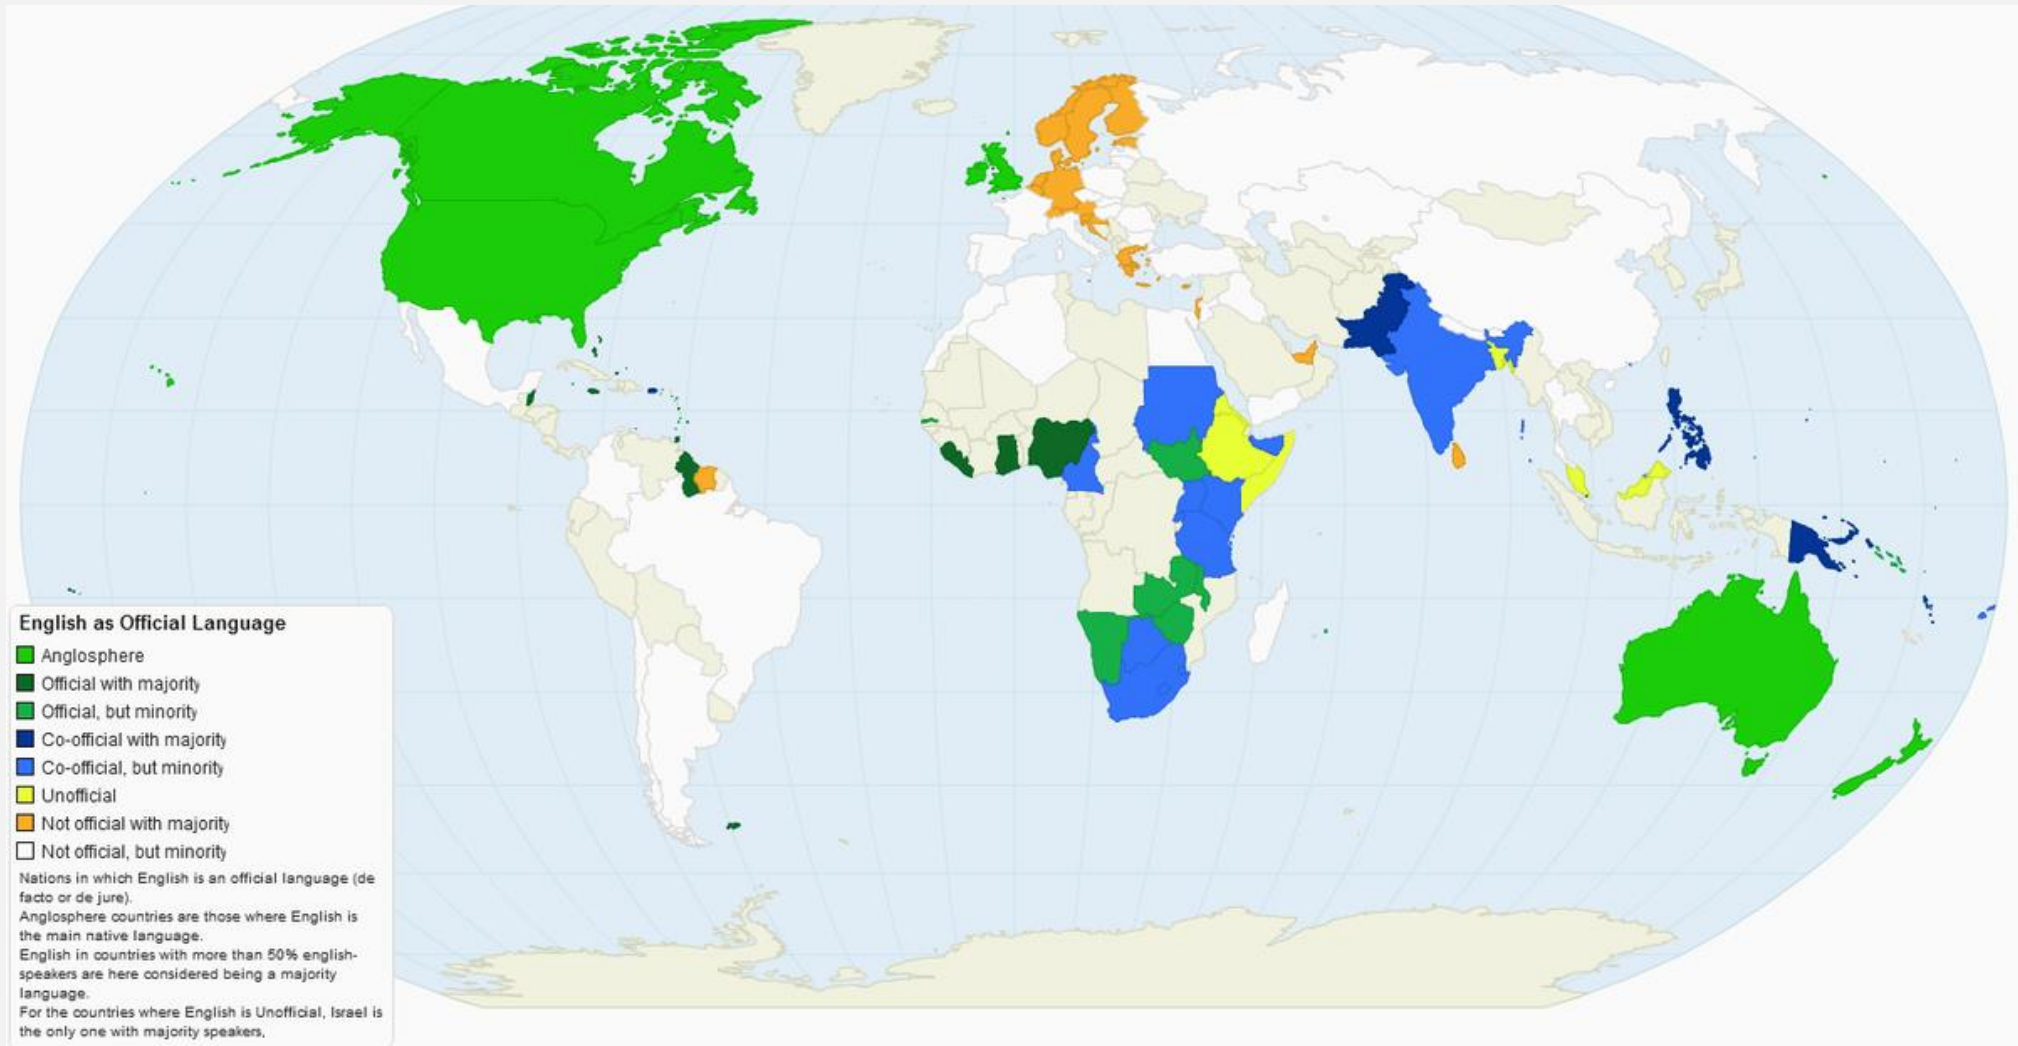 English as Official Language
Anglosphere
Official with majority
Official, but minority
Co-official with majority
Co-official, but minority
Unofficial
Not official with majority
Not official, but minority
Nations in which English is an official language (de
facto or de jure).
Anglosphere countries are those where English is
the main native language.
English in countries with more than 50% english-
speakers are here considered being a majority
language.
For the countries where English is Unofficial, Israel is
the only one with majority speakers,